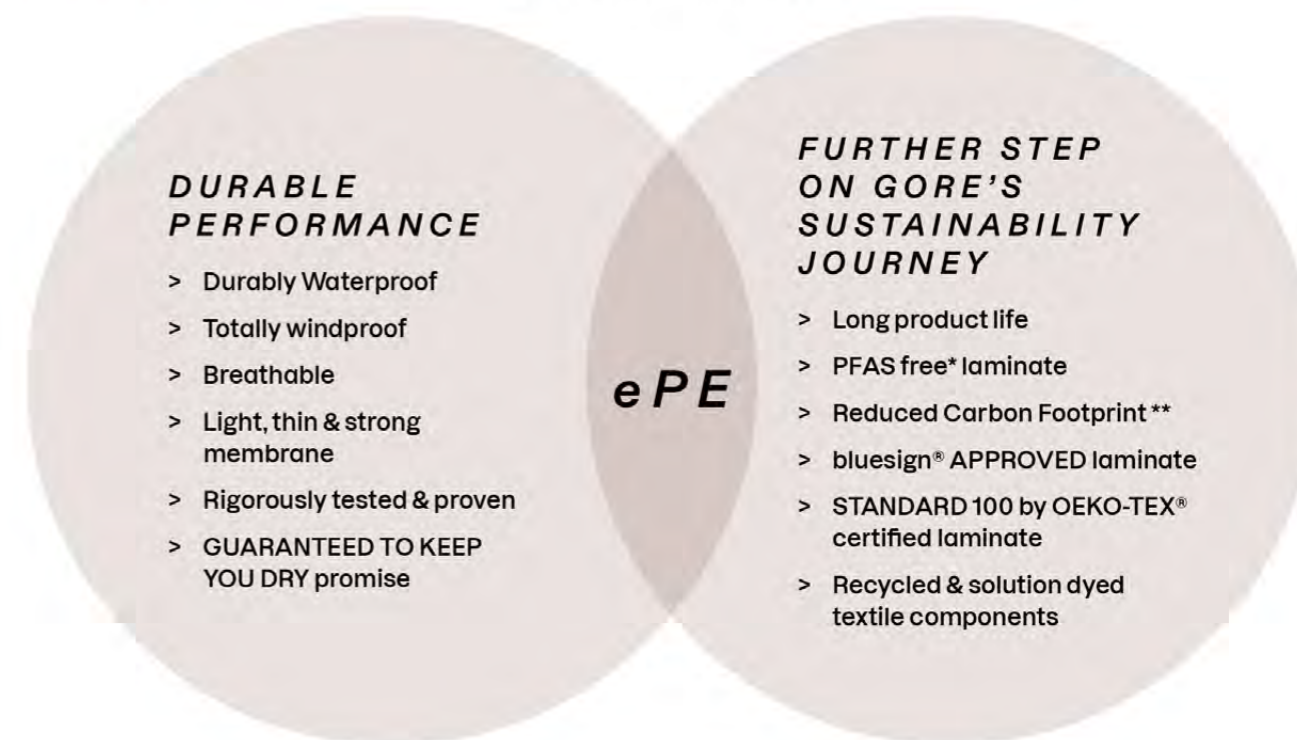 DURABLE
PERFORMANCE
> Durably Waterproof
> Totally windproof
> Breathable
> Light, thin & strong
membrane
> Rigorously tested & proven
> GUARANTEED TO KEEP
YOU DRY promise
ePE
FURTHER STEP
ON GORE’S
SUSTAINABILITY
JOURNEY
> Long product life
> PFAS free* laminate
> Reduced Carbon Footprint **
> bluesign® APPROVED laminate
> STANDARD 100 by OEKO-TEX®
certified laminate
> Recycled & solution dyed
textile components